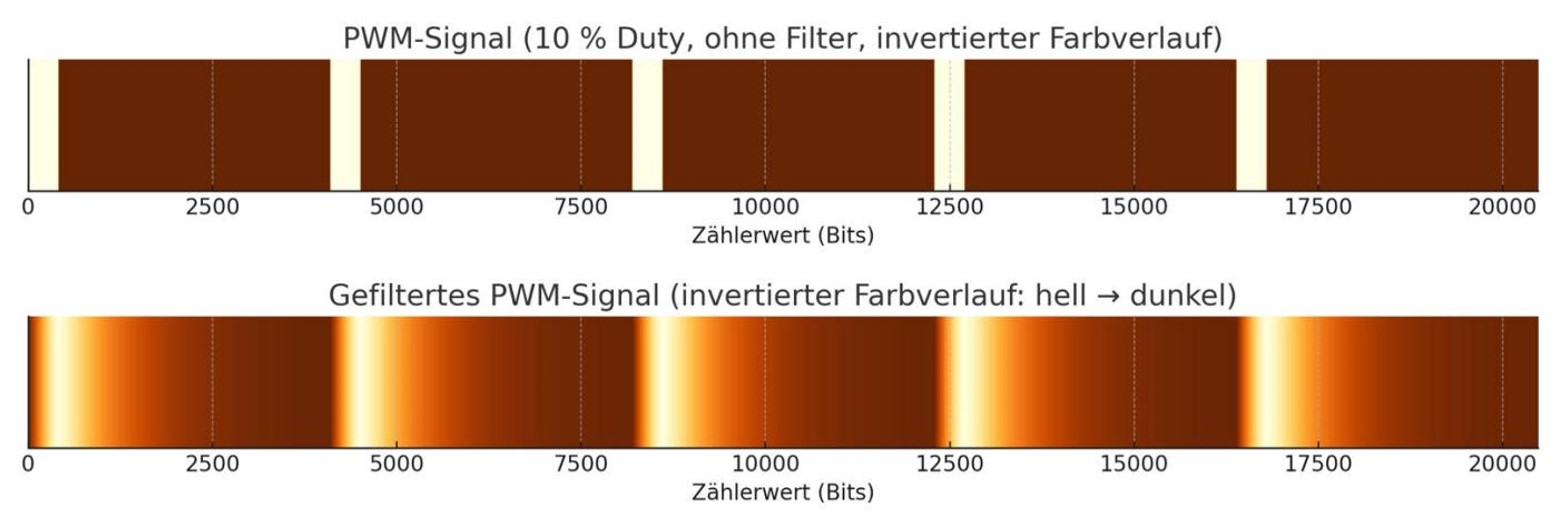 PWM-Signal (10 % Duty, ohne Filter, invertierter Farbverlauf)
0 2500 5000 7500 10000 12500 15000 17500 20000
Zählerwert (Bits)
Gefiltertes PWM-Signal (invertierter Farbverlauf: hell → dunkel)
0 2500 5000 7500 10000 12500 15000 17500 20000
Zählerwert (Bits)